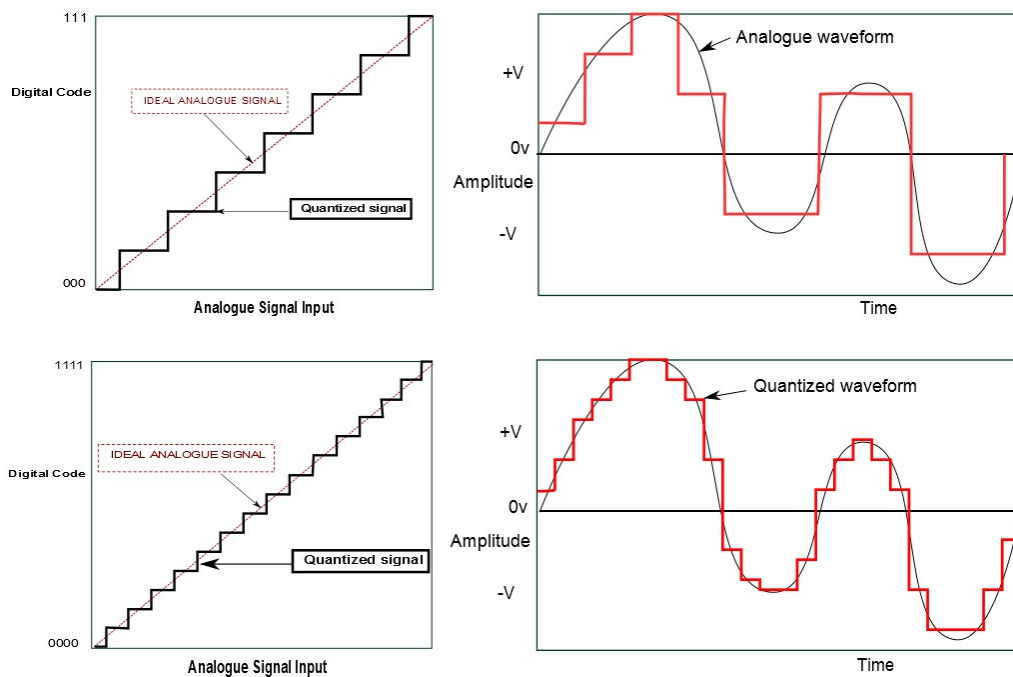 111
Digital Code
IDEAL ANALOGUE SIGNAL
Quantized signal
000
Analogue Signal Input
Analogue waveform
+V
0v
Amplitude
-V
Time
1111
Digital Code
IDEAL ANALOGUE SIGNAL
Quantized signal
0000
Analogue Signal Input
Quantized waveform
+V
0v
Amplitude
-V
Time